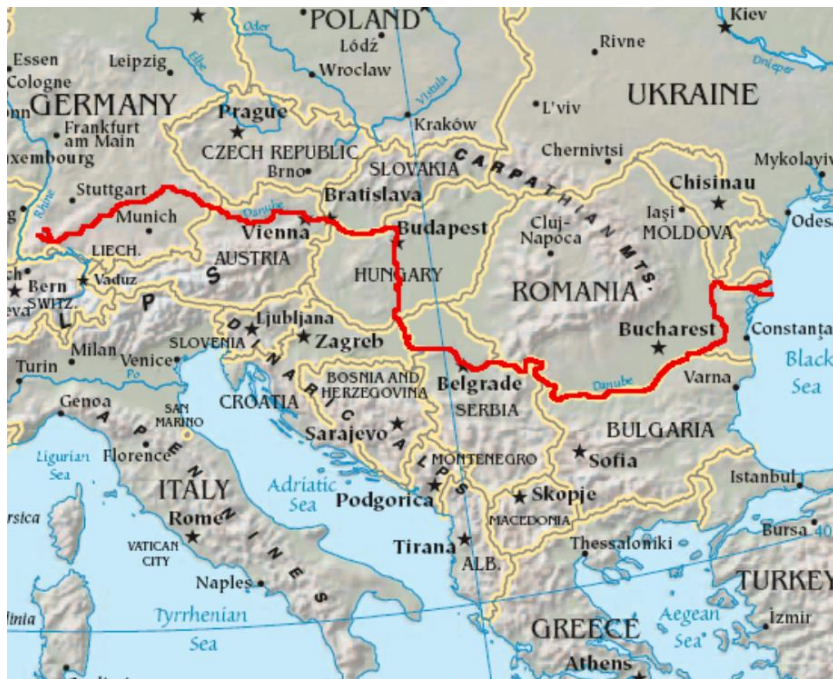 POLAND
Kiev
Oder
Łódź
Rivne
Dnieper
Essen
Leipzig
Elbe
Wroclaw
Vistula
Cologne
GERMANY
Prague
L'viv
UKRAINE
Frankfurt
am Main
Kraków
CZECH REPUBLIC
Chernivtsi
Mykolayiv
Brno
SLOVAKIA
CARPATHIAN MTS.
Chisinau
Stuttgart
Bratislava
Rhine
Munich
Danube
Vienna
Budapest
Cluj-
Napoca
Iași
MOLDOVA
Odes
LIECH.
AUSTRIA
HUNGARY
Bern
Vaduz
SWITZ.
ROMANIA
L P S
Ljubljana
Bucharest
Constanța
SLOVENIA
Zagreb
Milan
Venice
Turin
Po
Black
Sea
DINARIC ALPS
BOSNIA AND
HERZEGOVINA
Belgrade
Danube
Varna
Genoa
SAN
MARINO
CROATIA
SERBIA
Sarajevo
BULGARIA
APENNINES
Florence
Ligurian
Sea
MONTENEGRO
Sofia
Adriatic
Sea
Istanbul
ITALY
Podgorica
Skopje
orsica
Rome
MACEDONIA
Bursa
40
VATICAN
CITY
Tirana
ALB.
Thessaloniki
Naples
TURKEY
Tyrrhenian
Sea
Aegean
Sea
İzmir
GREECE
Athens